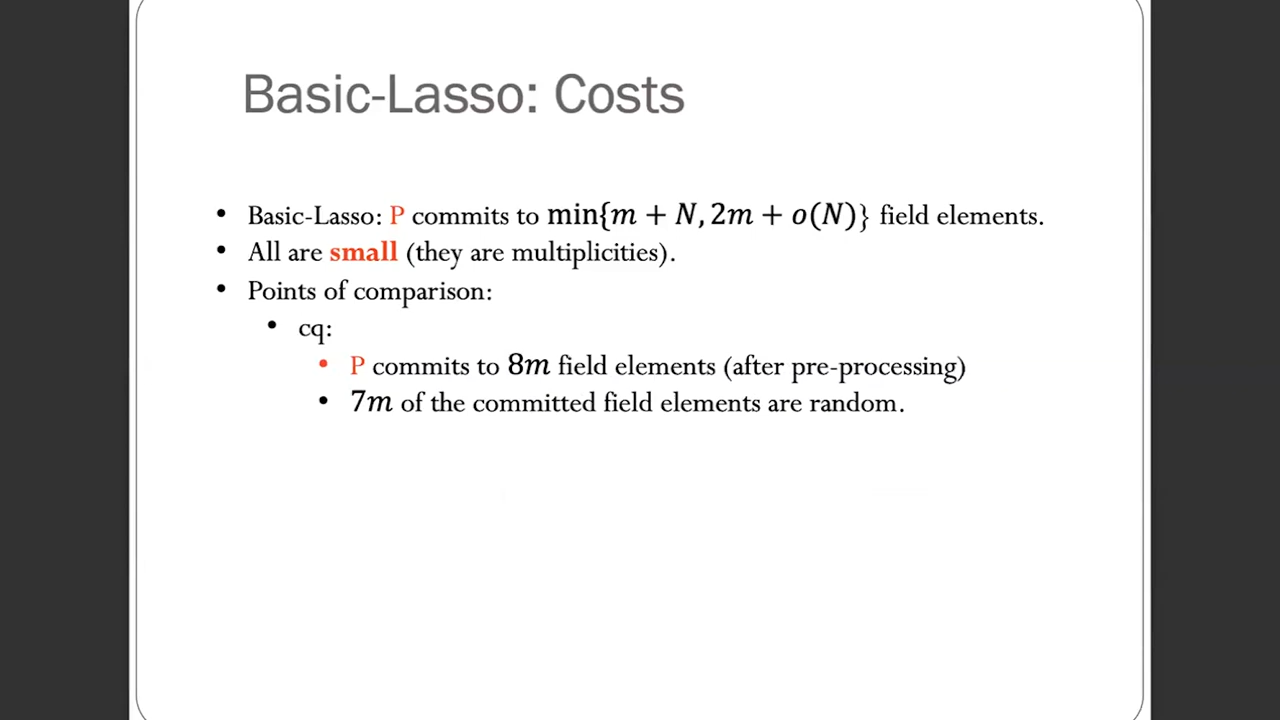 Basic-Lasso: Costs
• Basic-Lasso: P commits to min{m + N, 2m + o(N)} field elements.
• All are small (they are multiplicities).
• Points of comparison:
• cq:
• P commits to 8m field elements (after pre-processing)
• 7m of the committed field elements are random.